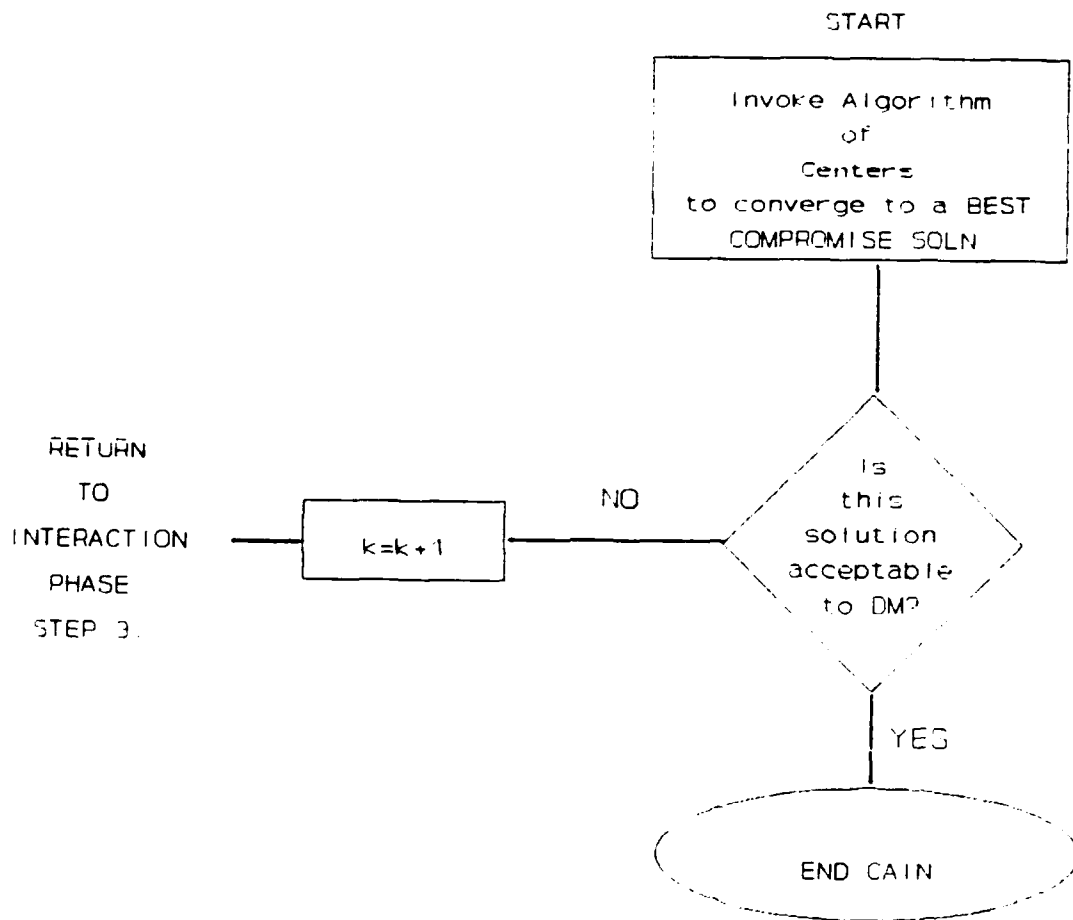 START
Invoke Algorithm
of
Centers
to converge to a BEST
COMPROMISE SOLN
Is
this
solution
acceptable
to DM?
NO
k=k+1
RETURN
TO
INTERACTION
PHASE
STEP 3.
YES
END CAIN